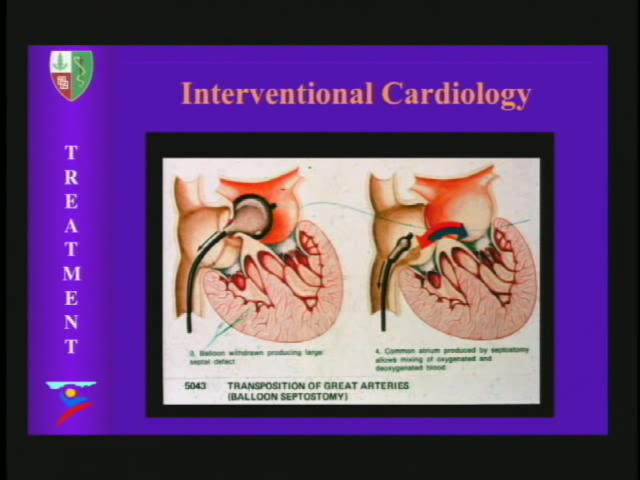 Interventional Cardiology
TREATMENT
3. Balloon withdrawn producing large
septal defect
4. Common atrium produced by septostomy
allows mixing of oxygenated and
deoxygenated blood
5043 TRANSPOSITION OF GREAT ARTERIES
(BALLOON SEPTOSTOMY)